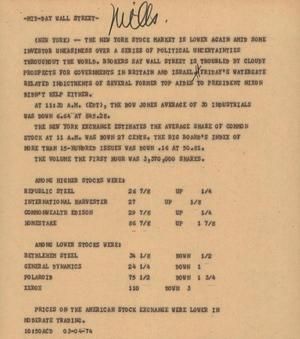 -MID-DAY WALL STREET-
Mills.
(NEW YORK) -- THE NEW YORK STOCK MARKET IS LOWER AGAIN AMID SOME
INVESTOR UNEASINESS OVER A SERIES OF POLITICAL UNCERTAINTIES
THROUGHOUT THE WORLD. BROKERS SAY WALL STREET IS TROUBLED BY CLOUDY
PROSPECTS FOR GOVERNMENTS IN BRITAIN AND ISRAEL FRIDAY'S WATERGATE
RELATED INDICTMENTS OF SEVERAL FORMER TOP AIDES TO PRESIDENT NIXON
DIDN'T HELP EITHER.
AT 11:30 A.M. (EDT), THE DOW JONES AVERAGE OF 30 INDUSTRIALS
WAS DOWN 6.64 AT 845.28.
THE NEW YORK EXCHANGE ESTIMATES THE AVERAGE SHARE OF COMMON
STOCK AT 11 A.M. WAS DOWN 27 CENTS. THE BIG BOARD'S INDEX OF
MORE THAN 15-HUNDRED ISSUES WAS DOWN .16 AT 50.81.
THE VOLUME THE FIRST HOUR WAS 3,370,000 SHARES.
AMONG HIGHER STOCKS WERE:
REPUBLIC STEEL 26 7/8 UP 1/4
INTERNATIONAL HARVESTER 27 UP 1/8
COMMONWEALTH EDISON 29 7/8 UP 1/4
HOMESTAKE 86 7/8 UP 1 7/8
AMONG LOWER STOCKS WERE:
BETHLEHEM STEEL 34 1/8 DOWN 1/2
GENERAL DYNAMICS 24 1/4 DOWN 1
POLAROID 75 1/2 DOWN 1 3/4
XEROX 110 DOWN 3
PRICES ON THE AMERICAN STOCK EXCHANGE WERE LOWER IN
MODERATE TRADING.
10:50ACD 03-04-74